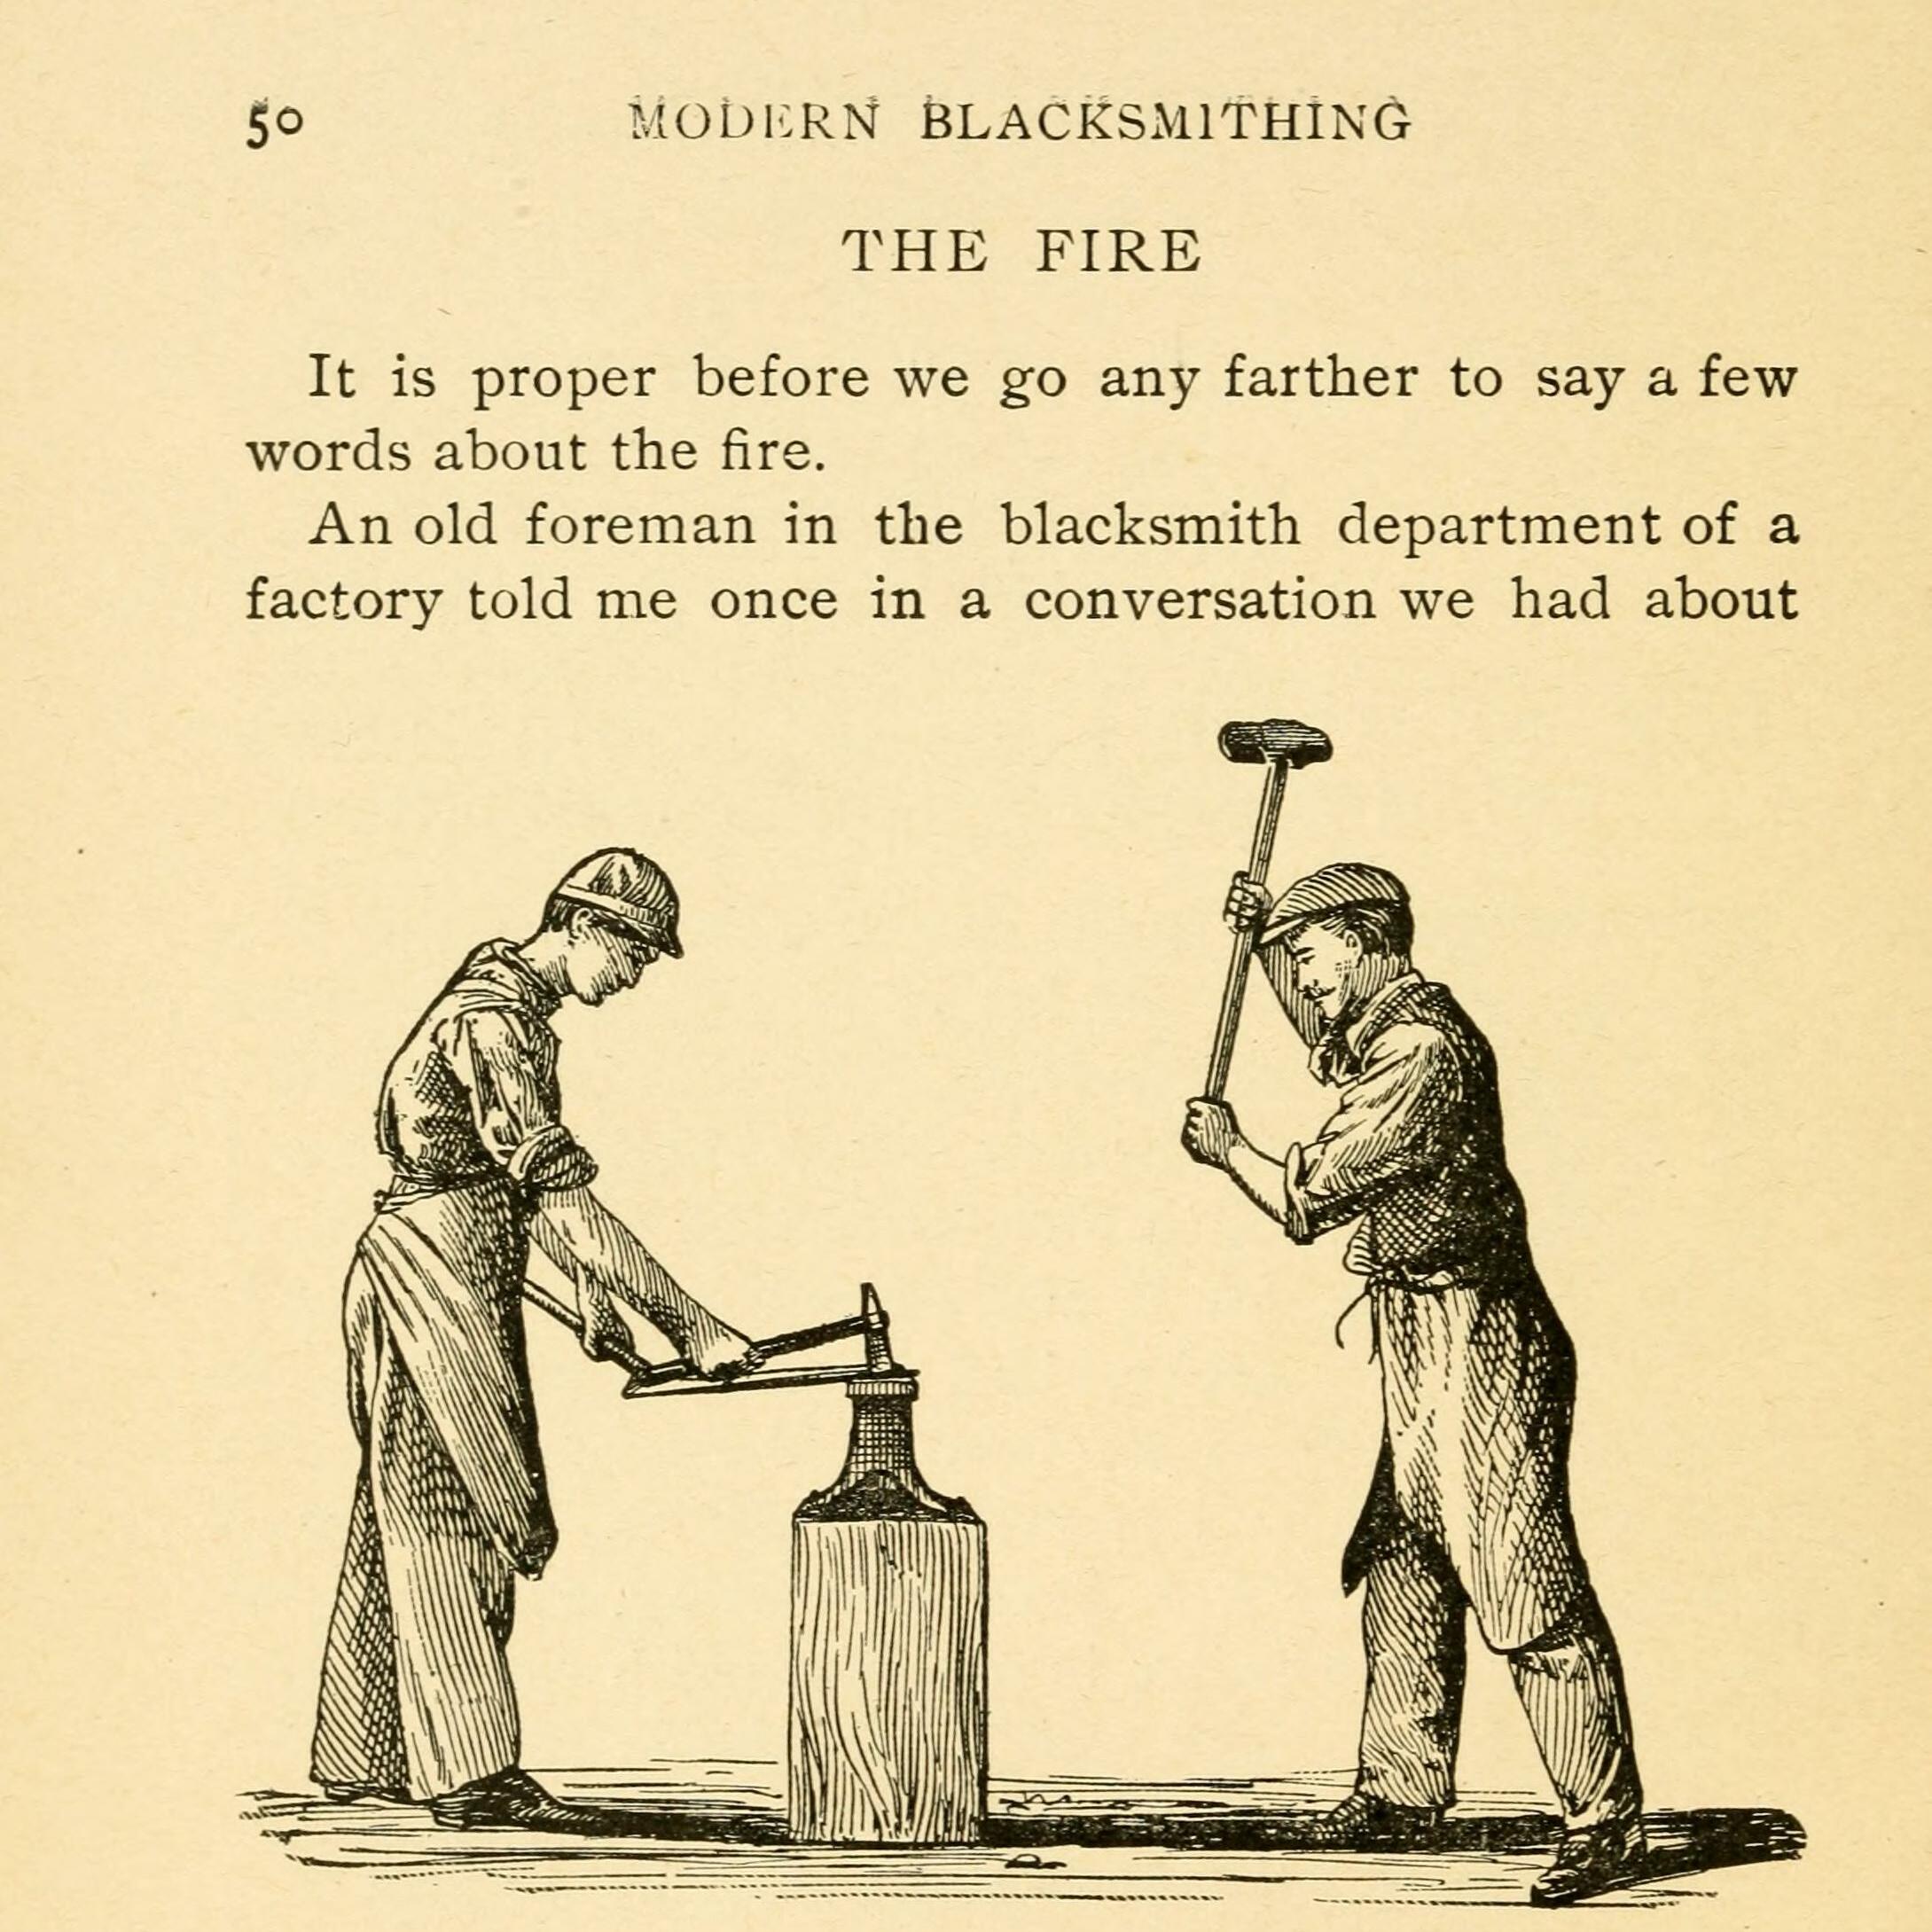 50 MODERN BLACKSMITHING
THE FIRE
It is proper before we go any farther to say a few
words about the fire.
An old foreman in the blacksmith department of a
factory told me once in a conversation we had about